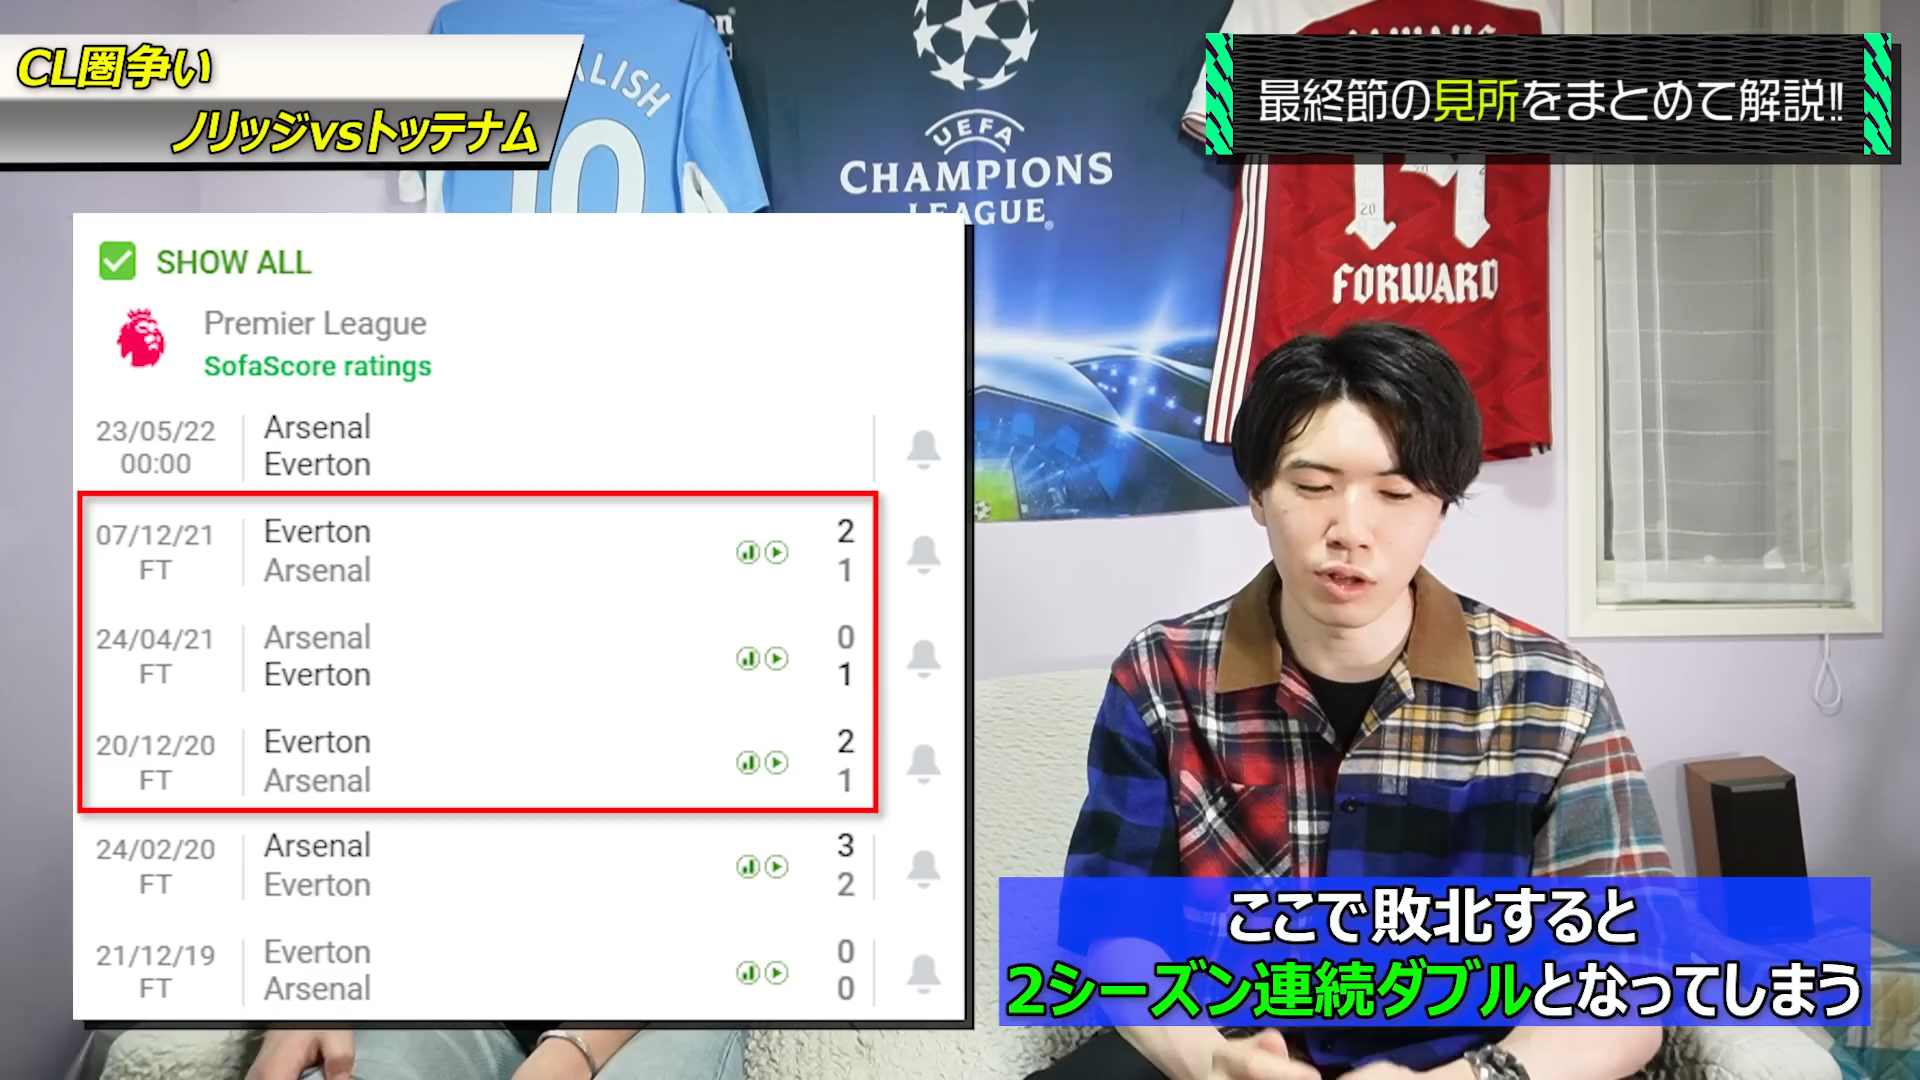 CL圏争い
ノリッジvsトッテナム
最終節の見所をまとめて解説!!
LISH
10
UEFA
CHAMPIONS
LEAGUE
14
FORWARD
SHOW ALL
Premier League
SofaScore ratings
23/05/22
00:00
Arsenal
Everton
07/12/21
FT
Everton 2
Arsenal 1
24/04/21
FT
Arsenal 0
Everton 1
20/12/20
FT
Everton 2
Arsenal 1
24/02/20
FT
Arsenal 3
Everton 2
21/12/19
FT
Everton 0
Arsenal 0
ここで敗北すると
2シーズン連続ダブルとなってしまう